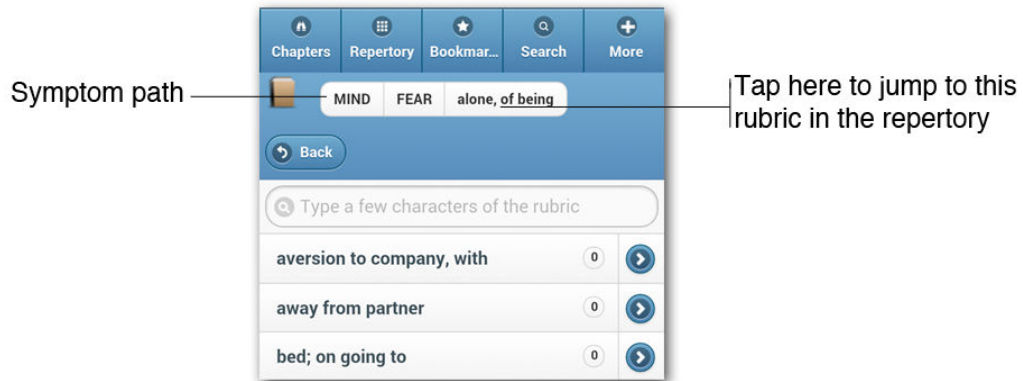 Chapters Repertory Bookmar... Search More
Symptom path
MIND FEAR alone, of being
Tap here to jump to this
rubric in the repertory
Back
Type a few characters of the rubric
aversion to company, with 0
away from partner 0
bed; on going to 0